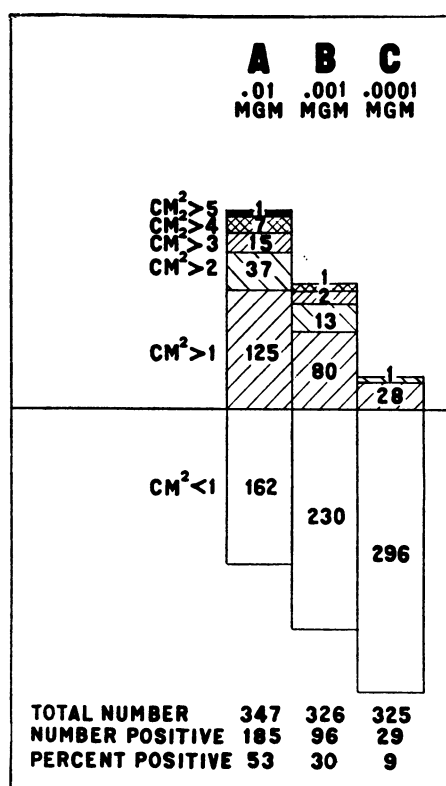 A B C
.01 .001 .0001
MGM MGM MGM
CM²>5 1
CM²>4 7 1
CM²>3 15 2
CM²>2 37 13 1
CM²>1 125 80 28
CM²<1 162 230 296
TOTAL NUMBER 347 326 325
NUMBER POSITIVE 185 96 29
PERCENT POSITIVE 53 30 9